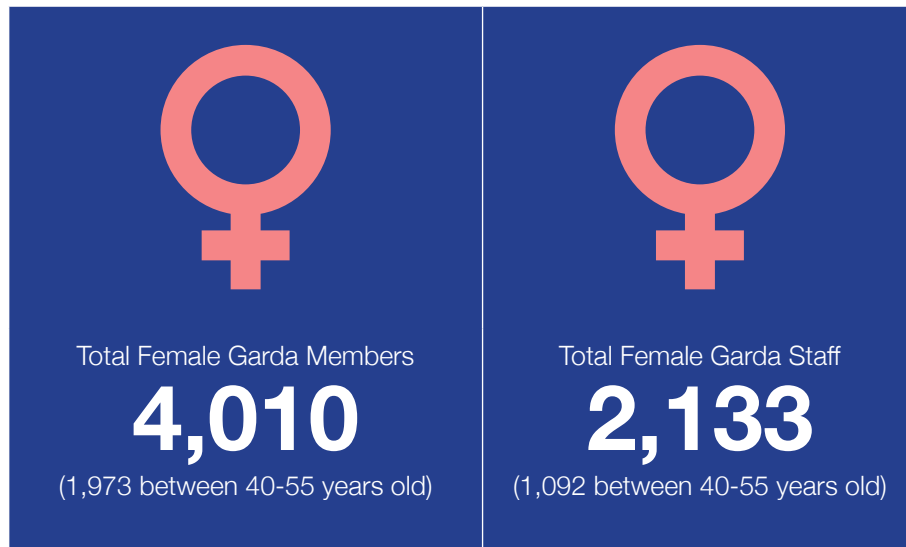 Total Female Garda Members
4,010
(1,973 between 40-55 years old)
Total Female Garda Staff
2,133
(1,092 between 40-55 years old)